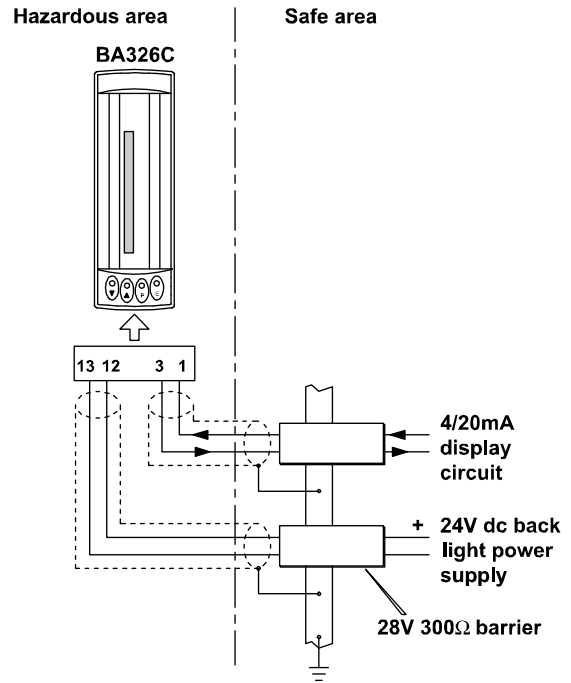 Hazardous area
Safe area
BA326C
P E
13 12 3 1
4/20mA
display
circuit
+ 24V dc back
light power
supply
28V 300Ω barrier